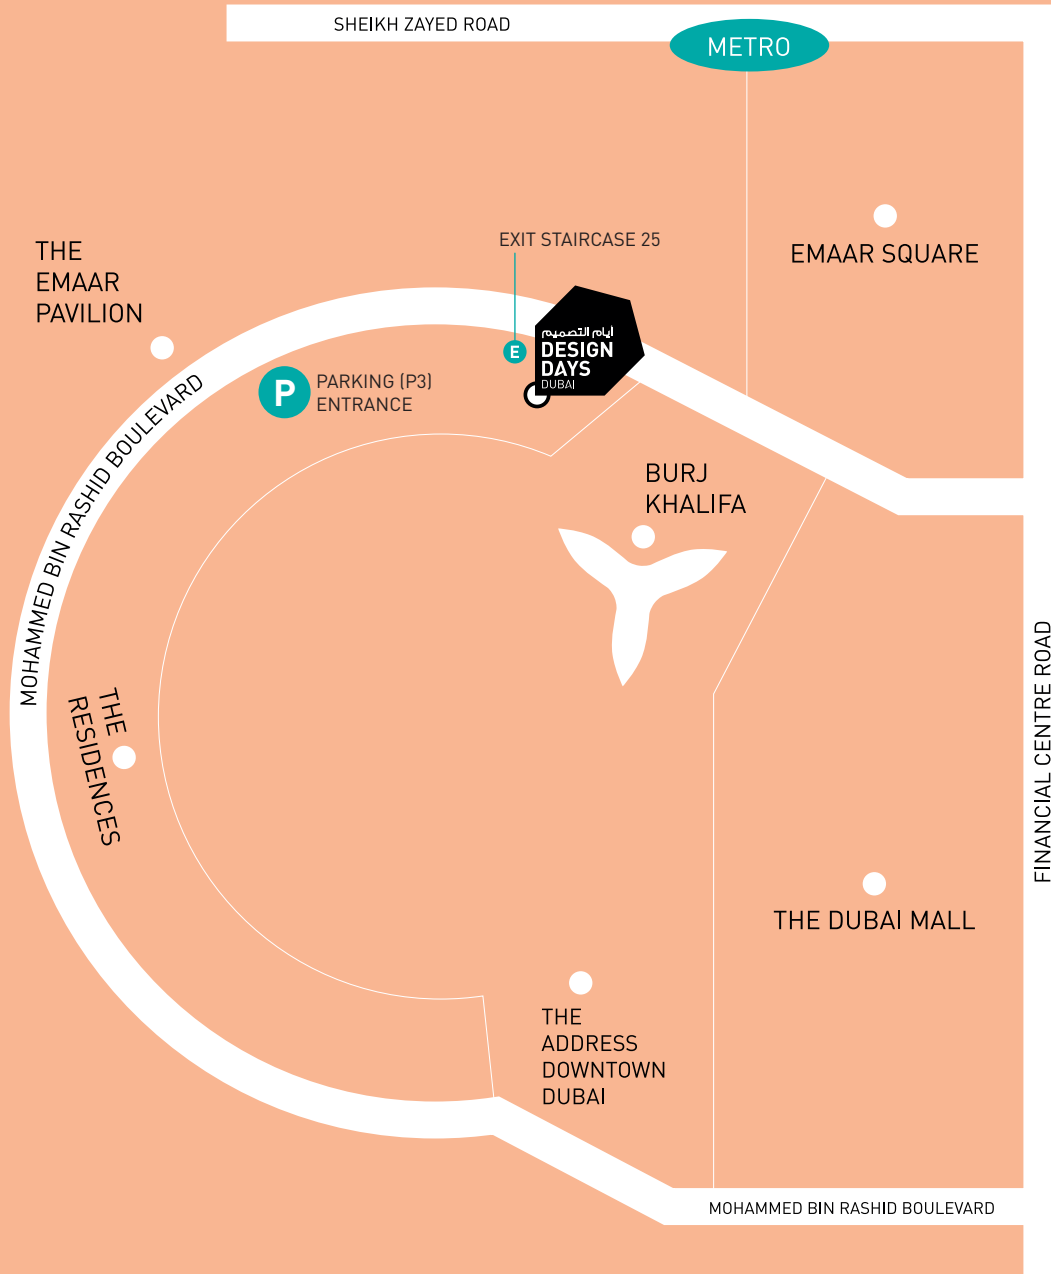 SHEIKH ZAYED ROAD
METRO
EXIT STAIRCASE 25
THE
EMAAR
PAVILION
EMAAR SQUARE
أيام التصميم
DESIGN
DAYS
DUBAI
E
P
PARKING (P3)
ENTRANCE
MOHAMMED BIN RASHID BOULEVARD
BURJ
KHALIFA
THE
RESIDENCES
FINANCIAL CENTRE ROAD
THE DUBAI MALL
THE
ADDRESS
DOWNTOWN
DUBAI
MOHAMMED BIN RASHID BOULEVARD